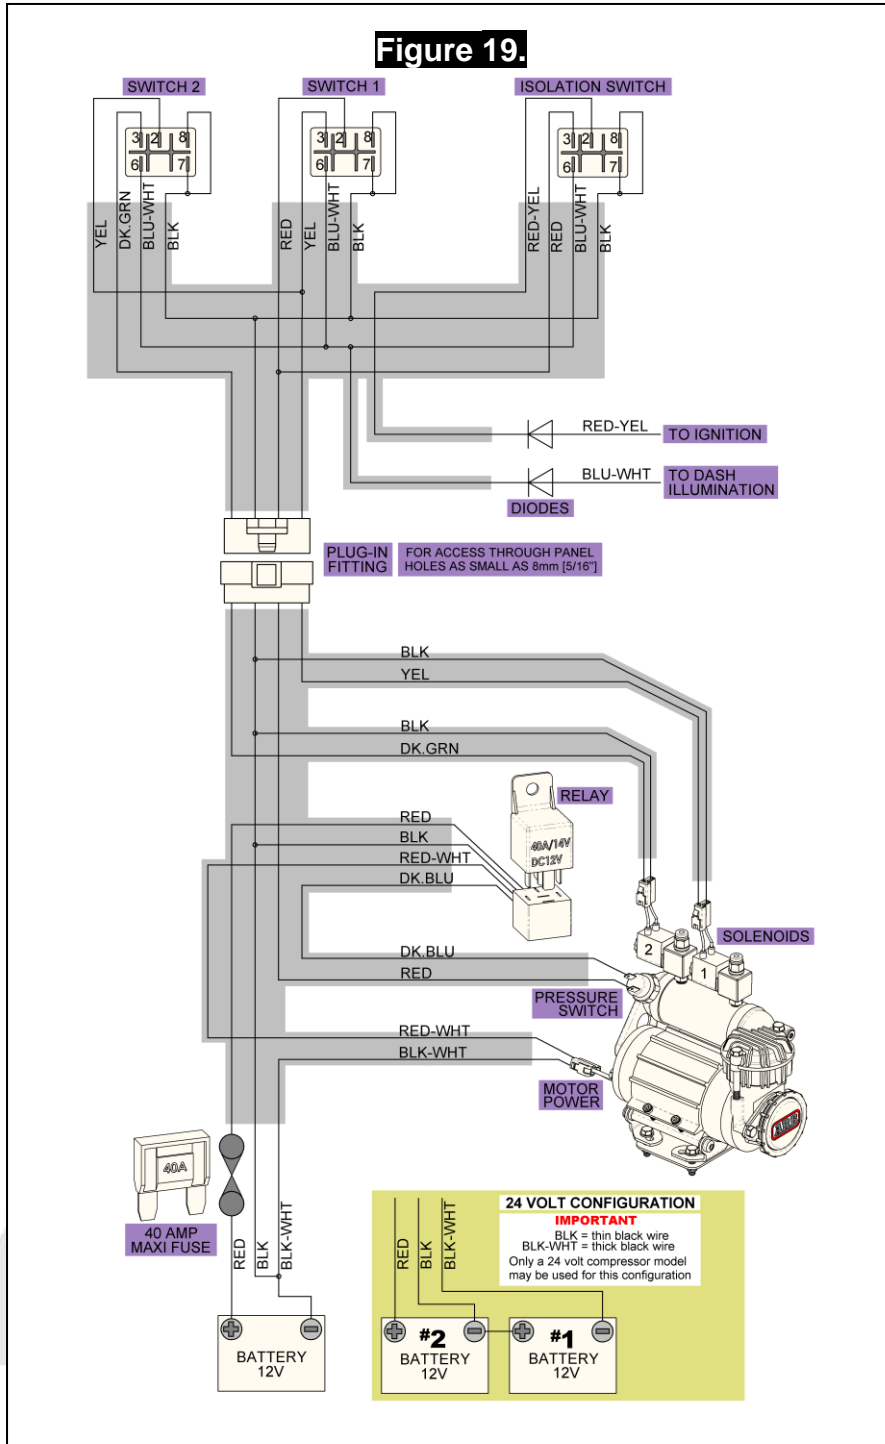 Figure 19.
SWITCH 2
SWITCH 1
ISOLATION SWITCH
3 2 8
6 7
3 2 8
6 7
3 2 8
6 7
YEL
DK.GRN
BLU-WHT
BLK
RED
YEL
BLU-WHT
BLK
RED-YEL
RED
BLU-WHT
BLK
RED-YEL
TO IGNITION
BLU-WHT
TO DASH
ILLUMINATION
DIODES
PLUG-IN
FITTING
FOR ACCESS THROUGH PANEL
HOLES AS SMALL AS 8mm [5/16"]
BLK
YEL
BLK
DK.GRN
RELAY
RED
BLK
RED-WHT
DK.BLU
40A/14V
DC12V
SOLENOIDS
2
1
DK.BLU
RED
PRESSURE
SWITCH
RED-WHT
BLK-WHT
MOTOR
POWER
ARB
40A
40 AMP
MAXI FUSE
RED
BLK
BLK-WHT
BATTERY
12V
24 VOLT CONFIGURATION
IMPORTANT
BLK = thin black wire
BLK-WHT = thick black wire
Only a 24 volt compressor model
may be used for this configuration
RED
BLK
BLK-WHT
#2
BATTERY
12V
#1
BATTERY
12V